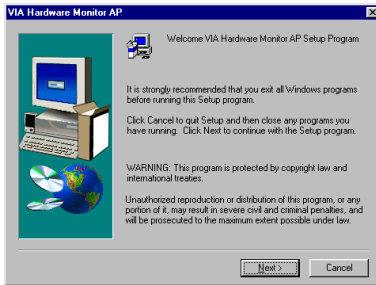 VIA Hardware Monitor AP
Welcome VIA Hardware Monitor AP Setup Program
It is strongly recommended that you exit all Windows programs
before running this Setup program.
Click Cancel to quit Setup and then close any programs you
have running. Click Next to continue with the Setup program.
WARNING: This program is protected by copyright law and
international treaties.
Unauthorized reproduction or distribution of this program, or any
portion of it, may result in severe civil and criminal penalties, and
will be prosecuted to the maximum extent possible under law.
Next >
Cancel